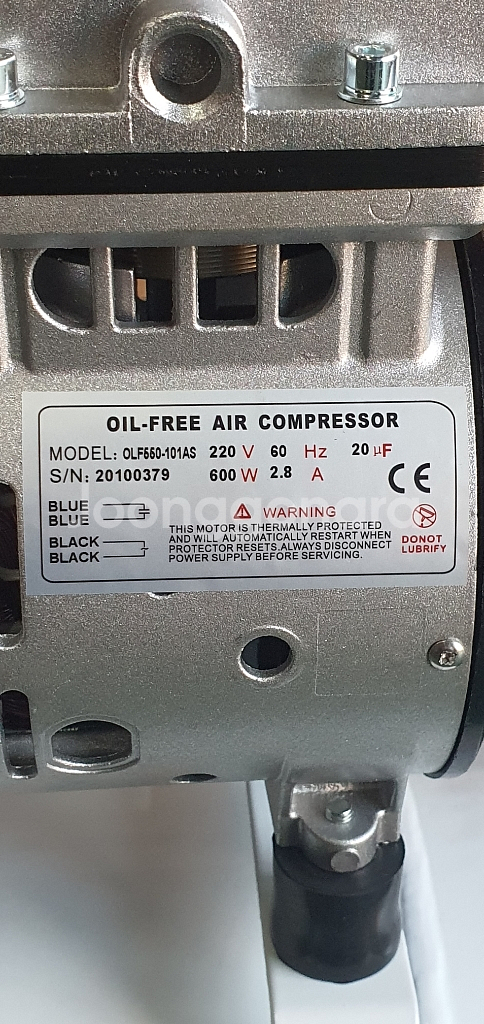 OIL-FREE AIR COMPRESSOR
MODEL: OLF550-101AS 220 V 60 Hz 20 µF
S/N: 20100379 600 W 2.8 A
CE
BLUE
BLUE
BLACK
BLACK
WARNING
THIS MOTOR IS THERMALLY PROTECTED
AND WILL AUTOMATICALLY RESTART WHEN
PROTECTOR RESETS.ALWAYS DISCONNECT
POWER SUPPLY BEFORE SERVICING.
DONOT
LUBRIFY